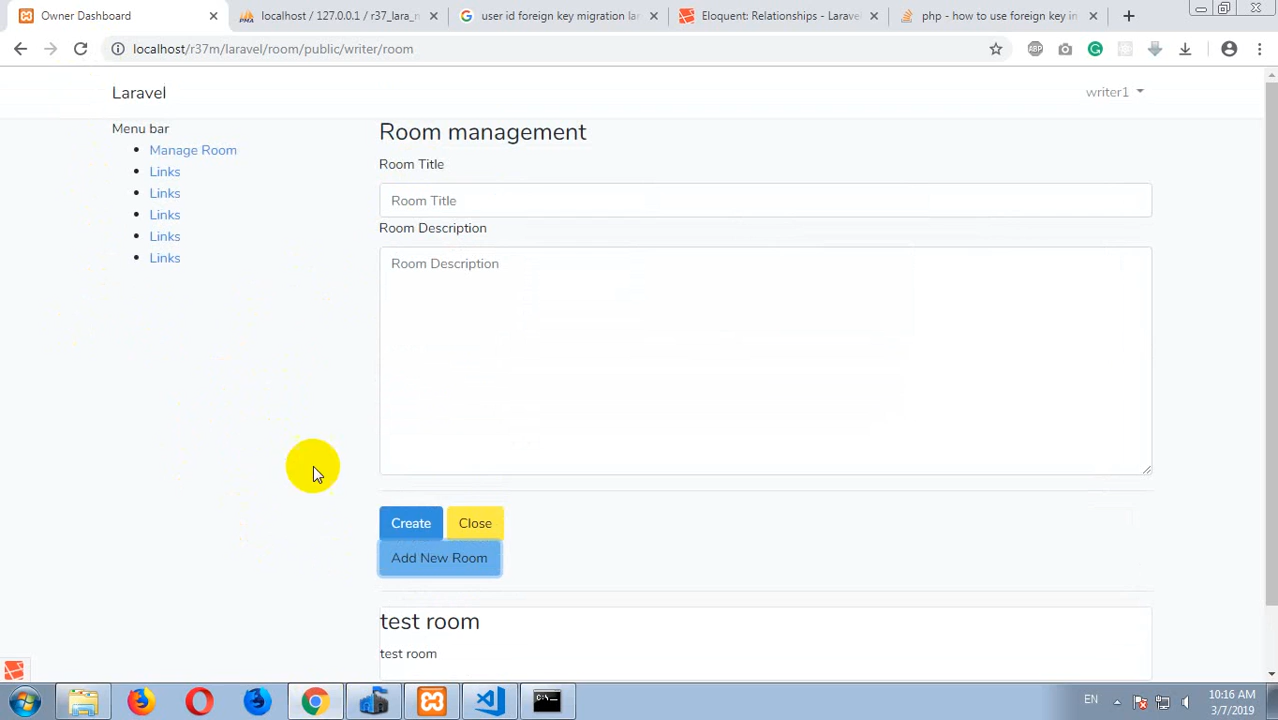 Owner Dashboard
localhost / 127.0.0.1 / r37_lara_r
user id foreign key migration lar
Eloquent: Relationships - Laravel
php - how to use foreign key in
localhost/r37m/laravel/room/public/writer/room
ABP
Laravel
writer1
Menu bar
Manage Room
Links
Links
Links
Links
Links
Room management
Room Title
Room Title
Room Description
Room Description
Create Close
Add New Room
test room
test room
EN
10:16 AM
3/7/2019